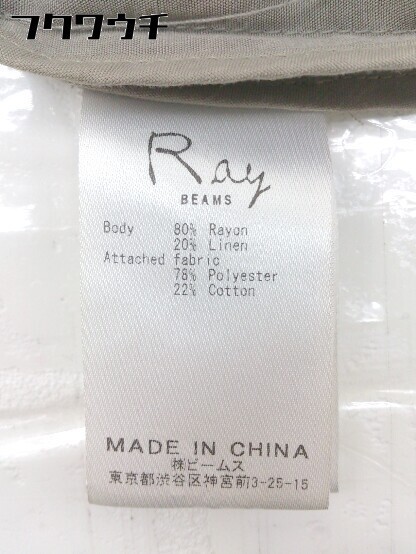 フクワウチ
Ray
BEAMS
Body 80% Rayon
20% Linen
Attached fabric
78% Polyester
22% Cotton
MADE IN CHINA
㈱ビームス
東京都渋谷区神宮前3-25-15